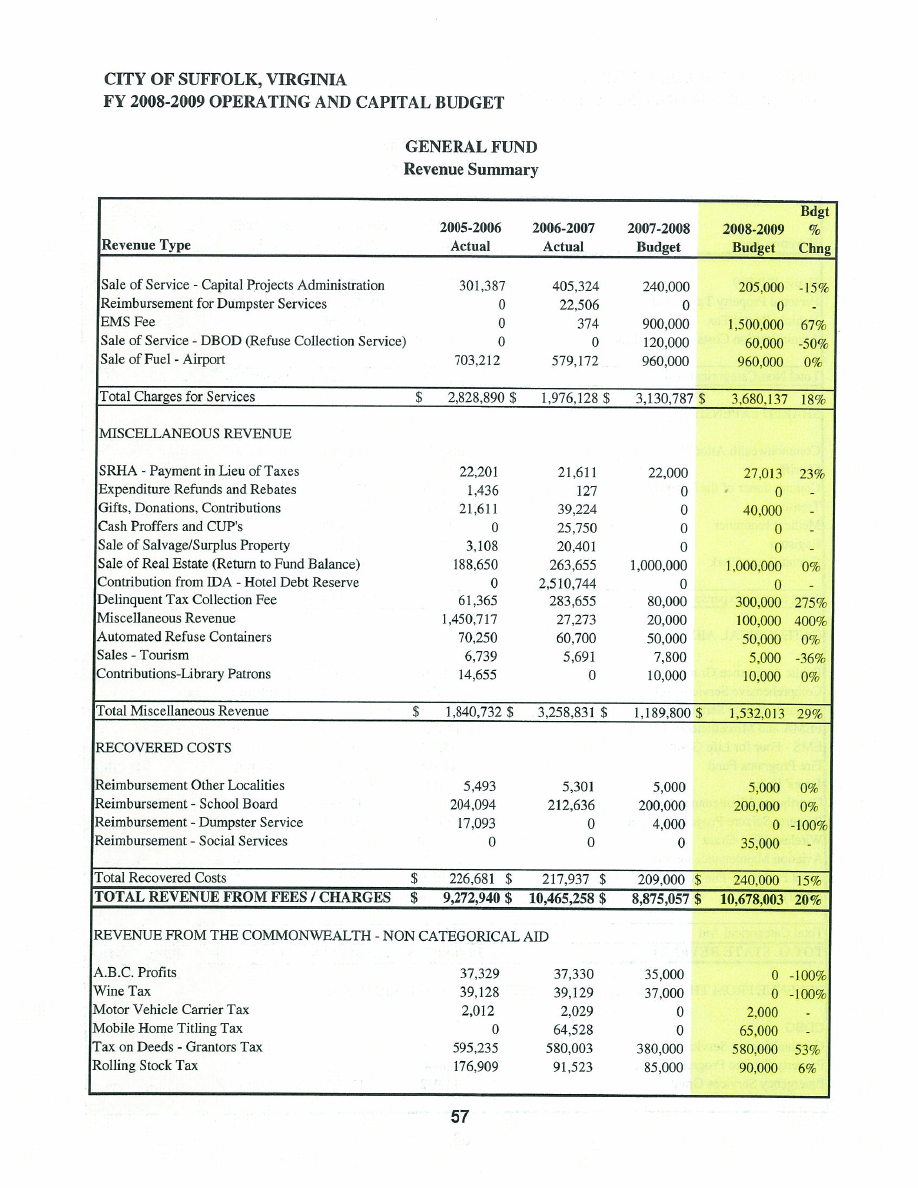 CITY OF SUFFOLK, VIRGINIA
FY 2008-2009 OPERATING AND CAPITAL BUDGET
GENERAL FUND
Revenue Summary
Bdgt
2005-2006 2006-2007 2007-2008 2008-2009 %
Revenue Type Actual Actual Budget Budget Chng
Sale of Service - Capital Projects Administration 301,387 405,324 240,000 205,000 -15%
Reimbursement for Dumpster Services 0 22,506 0 0 -
EMS Fee 0 374 900,000 1,500,000 67%
Sale of Service - DBOD (Refuse Collection Service) 0 0 120,000 60,000 -50%
Sale of Fuel - Airport 703,212 579,172 960,000 960,000 0%
Total Charges for Services $ 2,828,890 $ 1,976,128 $ 3,130,787 $ 3,680,137 18%
MISCELLANEOUS REVENUE
SRHA - Payment in Lieu of Taxes 22,201 21,611 22,000 27,013 23%
Expenditure Refunds and Rebates 1,436 127 0 0 -
Gifts, Donations, Contributions 21,611 39,224 0 40,000 -
Cash Proffers and CUP's 0 25,750 0 0 -
Sale of Salvage/Surplus Property 3,108 20,401 0 0 -
Sale of Real Estate (Return to Fund Balance) 188,650 263,655 1,000,000 1,000,000 0%
Contribution from IDA - Hotel Debt Reserve 0 2,510,744 0 0 -
Delinquent Tax Collection Fee 61,365 283,655 80,000 300,000 275%
Miscellaneous Revenue 1,450,717 27,273 20,000 100,000 400%
Automated Refuse Containers 70,250 60,700 50,000 50,000 0%
Sales - Tourism 6,739 5,691 7,800 5,000 -36%
Contributions-Library Patrons 14,655 0 10,000 10,000 0%
Total Miscellaneous Revenue $ 1,840,732 $ 3,258,831 $ 1,189,800 $ 1,532,013 29%
RECOVERED COSTS
Reimbursement Other Localities 5,493 5,301 5,000 5,000 0%
Reimbursement - School Board 204,094 212,636 200,000 200,000 0%
Reimbursement - Dumpster Service 17,093 0 4,000 0 -100%
Reimbursement - Social Services 0 0 0 35,000 -
Total Recovered Costs $ 226,681 $ 217,937 $ 209,000 $ 240,000 15%
TOTAL REVENUE FROM FEES / CHARGES $ 9,272,940 $ 10,465,258 $ 8,875,057 $ 10,678,003 20%
REVENUE FROM THE COMMONWEALTH - NON CATEGORICAL AID
A.B.C. Profits 37,329 37,330 35,000 0 -100%
Wine Tax 39,128 39,129 37,000 0 -100%
Motor Vehicle Carrier Tax 2,012 2,029 0 2,000 -
Mobile Home Titling Tax 0 64,528 0 65,000 -
Tax on Deeds - Grantors Tax 595,235 580,003 380,000 580,000 53%
Rolling Stock Tax 176,909 91,523 85,000 90,000 6%
57